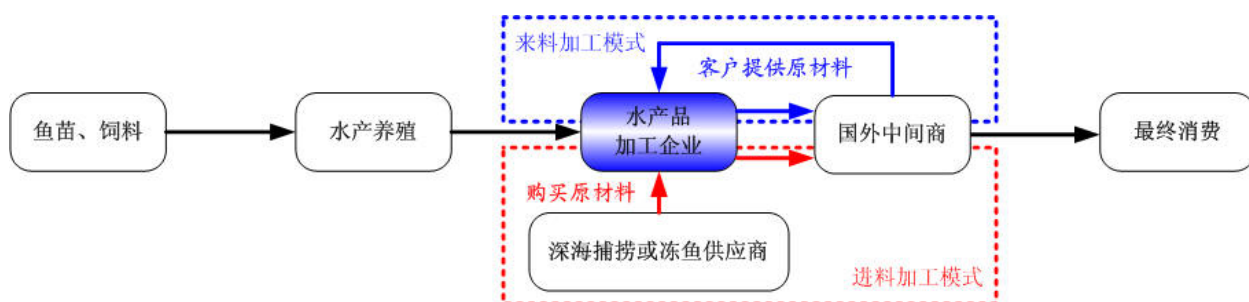 来料加工模式
客户提供原材料
鱼苗、饲料
水产养殖
水产品
加工企业
国外中间商
最终消费
购买原材料
深海捕捞或冻鱼供应商
进料加工模式